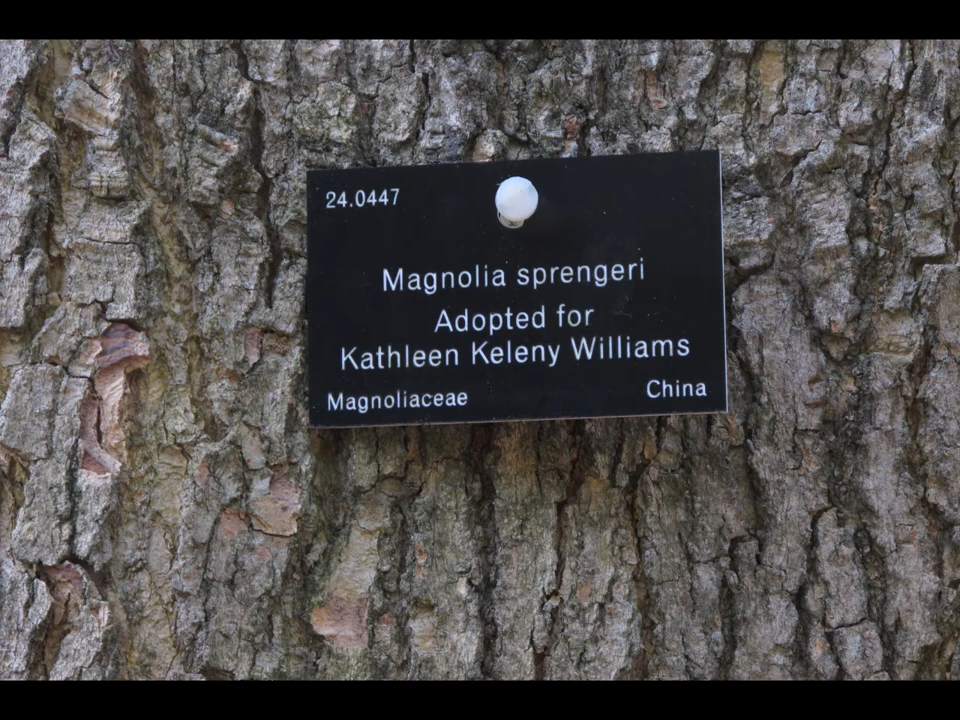 24.0447
Magnolia sprengeri
Adopted for
Kathleen Keleny Williams
Magnoliaceae China